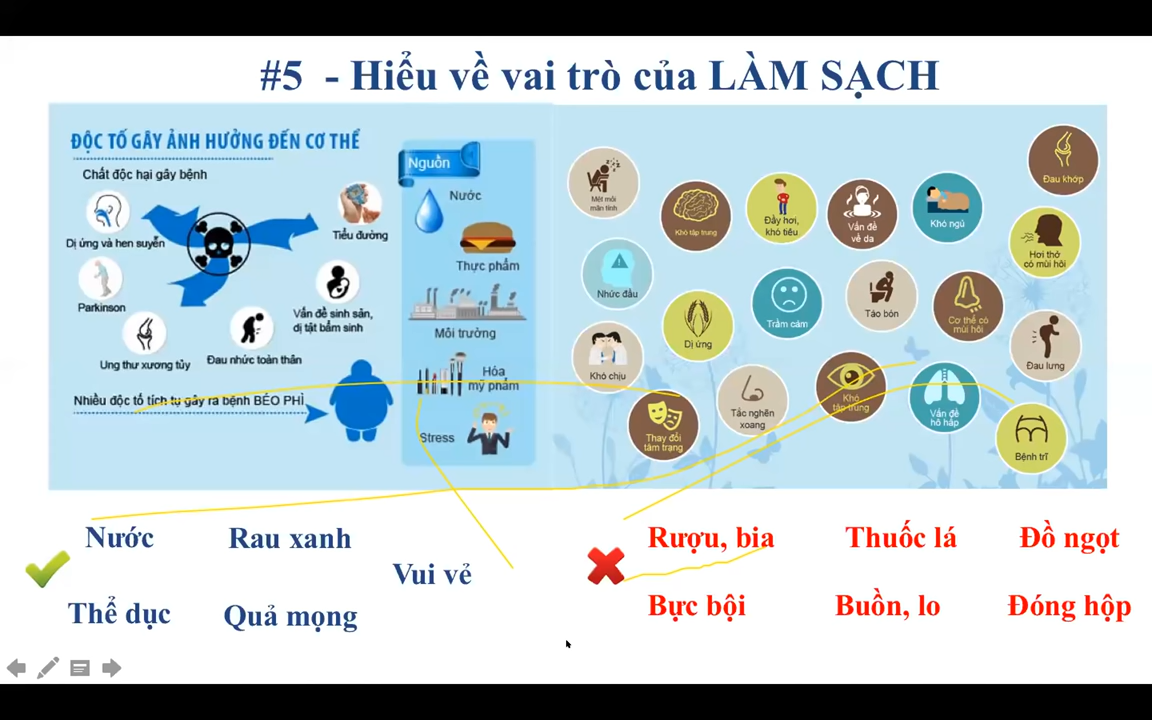 #5 - Hiểu về vai trò của LÀM SẠCH
ĐỘC TỐ GÂY ẢNH HƯỞNG ĐẾN CƠ THỂ
Chất độc hại gây bệnh
Dị ứng và hen suyễn
Tiểu đường
Parkinson
Vấn đề sinh sản,
dị tật bẩm sinh
Ung thư xương tủy
Đau nhức toàn thân
Nhiều độc tố tích tụ gây ra bệnh BÉO PHÌ
Nguồn
Nước
Thực phẩm
Môi trường
Hóa
mỹ phẩm
Stress
Mệt mỏi
mãn tính
Khó tập trung
Đầy hơi,
khó tiêu
Vấn đề
về da
Khó ngủ
Đau khớp
Hơi thở
có mùi hôi
Nhức đầu
Dị ứng
Trầm cảm
Táo bón
Cơ thể có
mùi hôi
Đau lưng
Khó chịu
Thay đổi
tâm trạng
Tắc nghẽn
xoang
Khó
tập trung
Vấn đề
hô hấp
Bệnh trĩ
Nước
Rau xanh
Vui vẻ
Thể dục
Quả mọng
Rượu, bia
Thuốc lá
Đồ ngọt
Bực bội
Buồn, lo
Đóng hộp